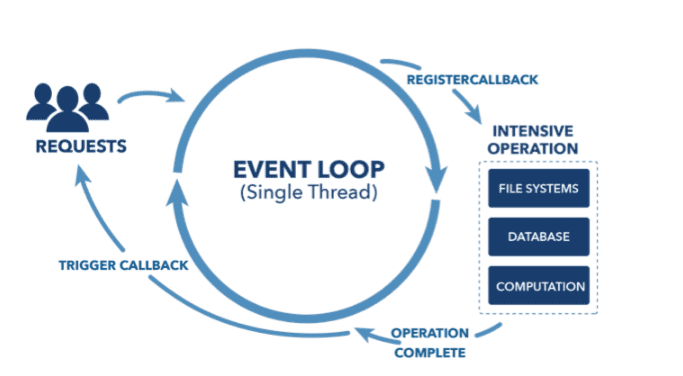 REGISTERCALLBACK
REQUESTS
EVENT LOOP
(Single Thread)
INTENSIVE
OPERATION
FILE SYSTEMS
DATABASE
COMPUTATION
TRIGGER CALLBACK
OPERATION
COMPLETE